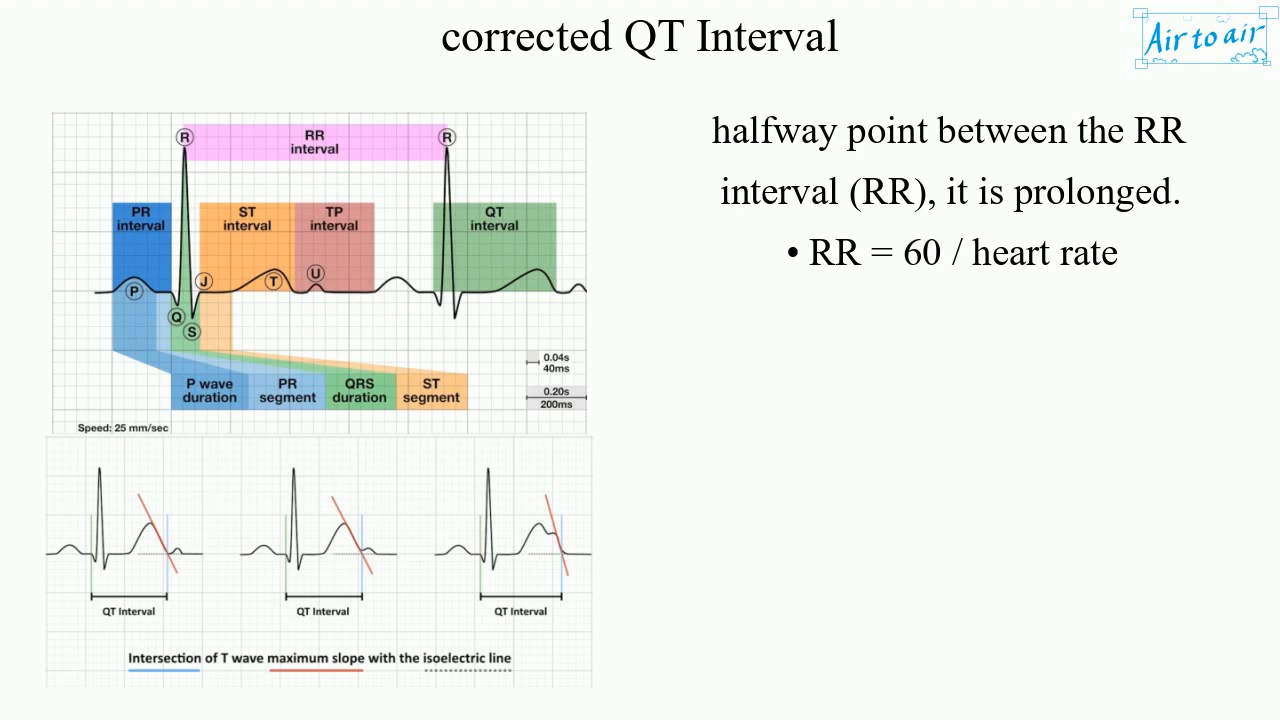 corrected QT Interval
Air to air
halfway point between the RR
interval (RR), it is prolonged.
• RR = 60 / heart rate
R
RR
interval
R
PR
interval
ST
interval
TP
interval
QT
interval
P
Q
S
J
T
U
0.04s
40ms
0.20s
200ms
P wave
duration
PR
segment
QRS
duration
ST
segment
Speed: 25 mm/sec
QT Interval
QT Interval
QT Interval
Intersection of T wave maximum slope with the isoelectric line